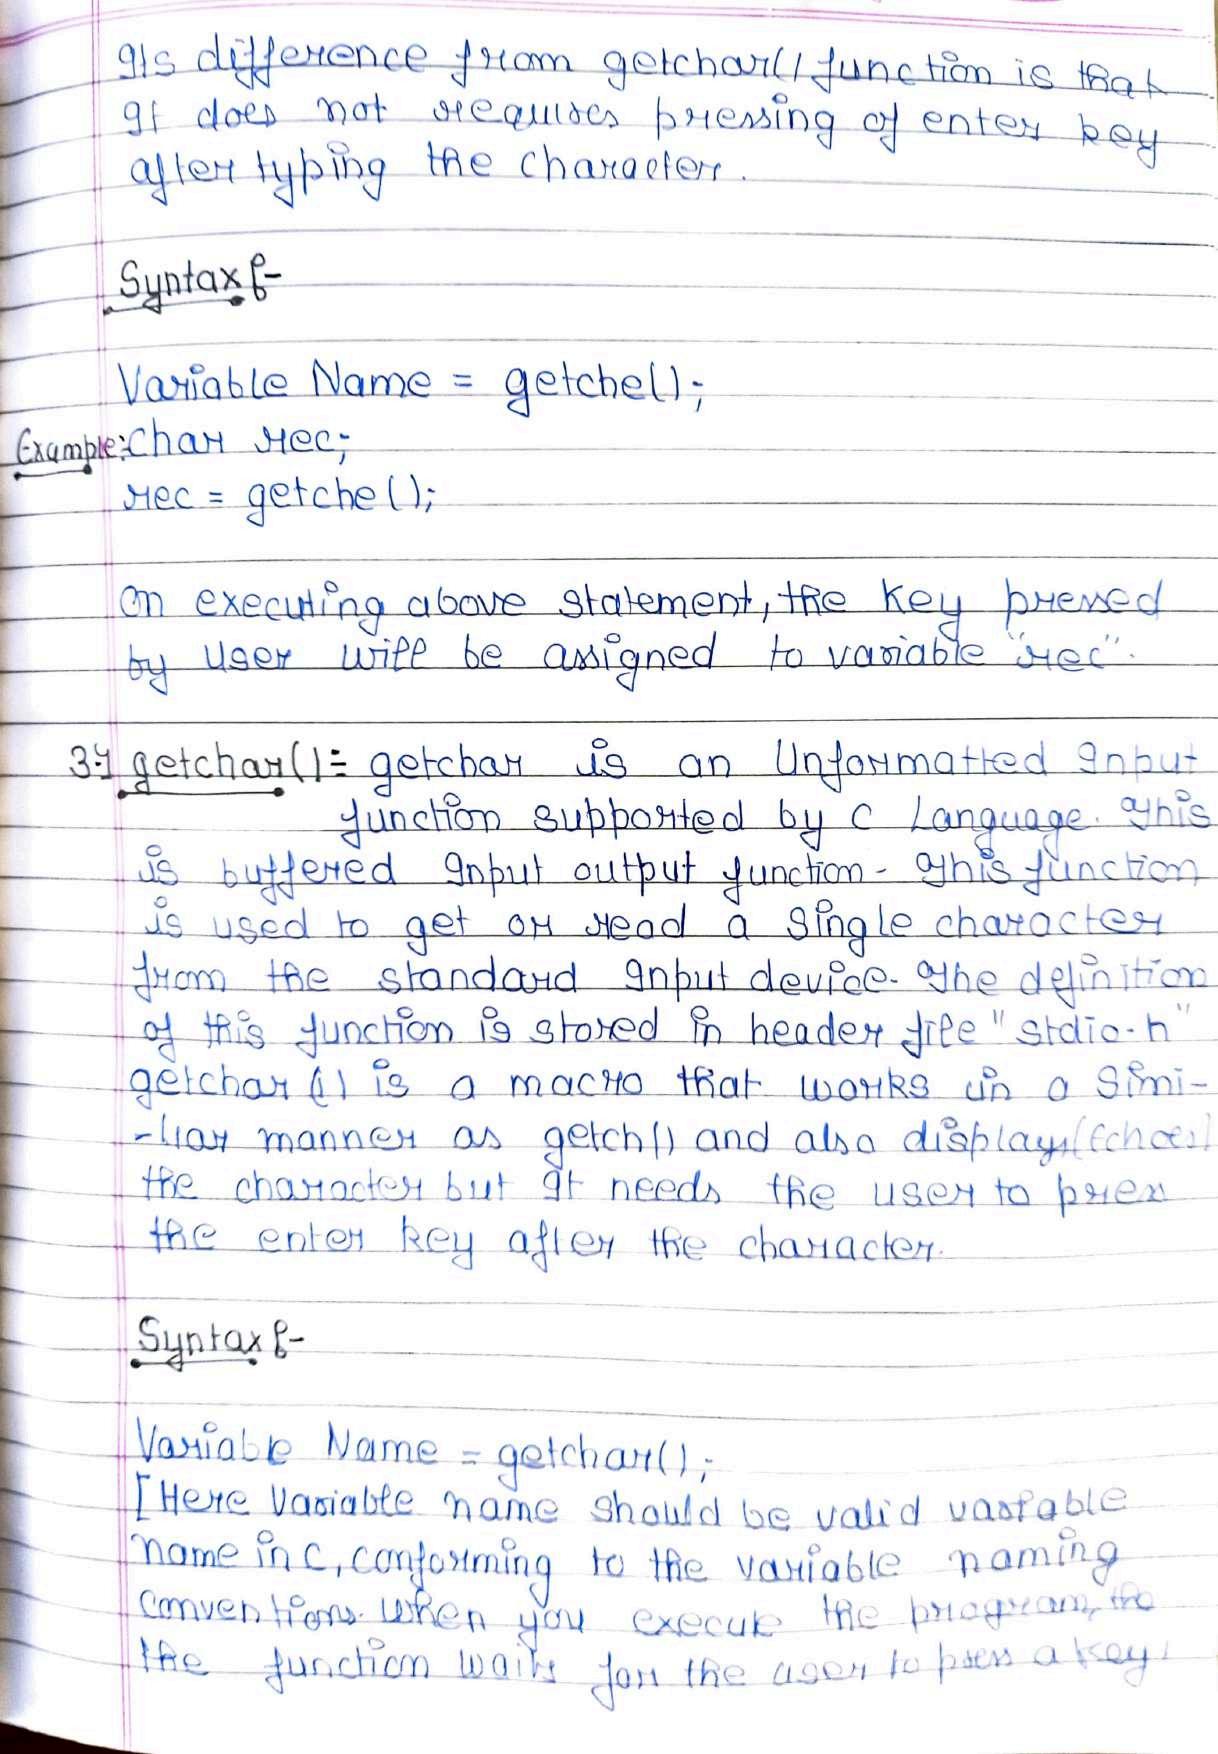 Its difference from getchar() function is that
It does not requires pressing of enter key
after typing the character.
Syntax :-
Variable Name = getche();
Example: Char rec;
rec = getche();
On executing above statement, the key pressed
by user will be assigned to variable "rec".
3.) getchar() := getchar is an Unformatted Input
function supported by C Language. This
is buffered Input output function. This function
is used to get or read a single character
from the standard Input device. The definition
of this function is stored in header file "stdio.h"
getchar () is a macro that works in a Simi-
-liar manner as getch() and also displays (Echoes)
the character but It needs the user to press
the enter key after the character.
Syntax :-
Variable Name = getchar();
[Here Variable name should be valid variable
name in C, conforming to the variable naming
conventions. When you execute the program, the
the function waits for the user to press a key.